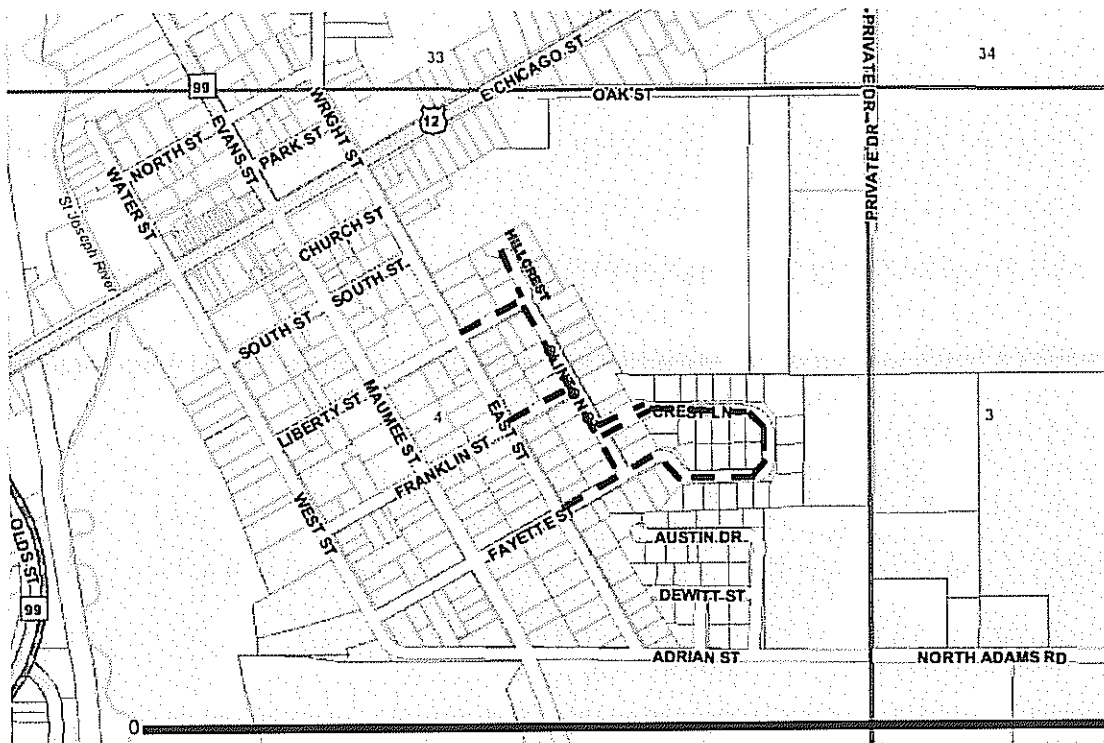 33
34
PRIVATE DR
PRIVATE DR
E CHICAGO ST
OAK ST
99
12
WRIGHT ST
EVANS ST
PARK ST
NORTH ST
WATER ST
St Joseph River
CHURCH ST
SOUTH ST
SOUTH ST
HILLCREST
CREST LN
LIBERTY ST
MAUMEE ST
4
EAST ST
3
FRANKLIN ST
WEST ST
FAYETTE ST
OLDS ST
99
AUSTIN DR
DEWITT ST
ADRIAN ST
NORTH ADAMS RD
0